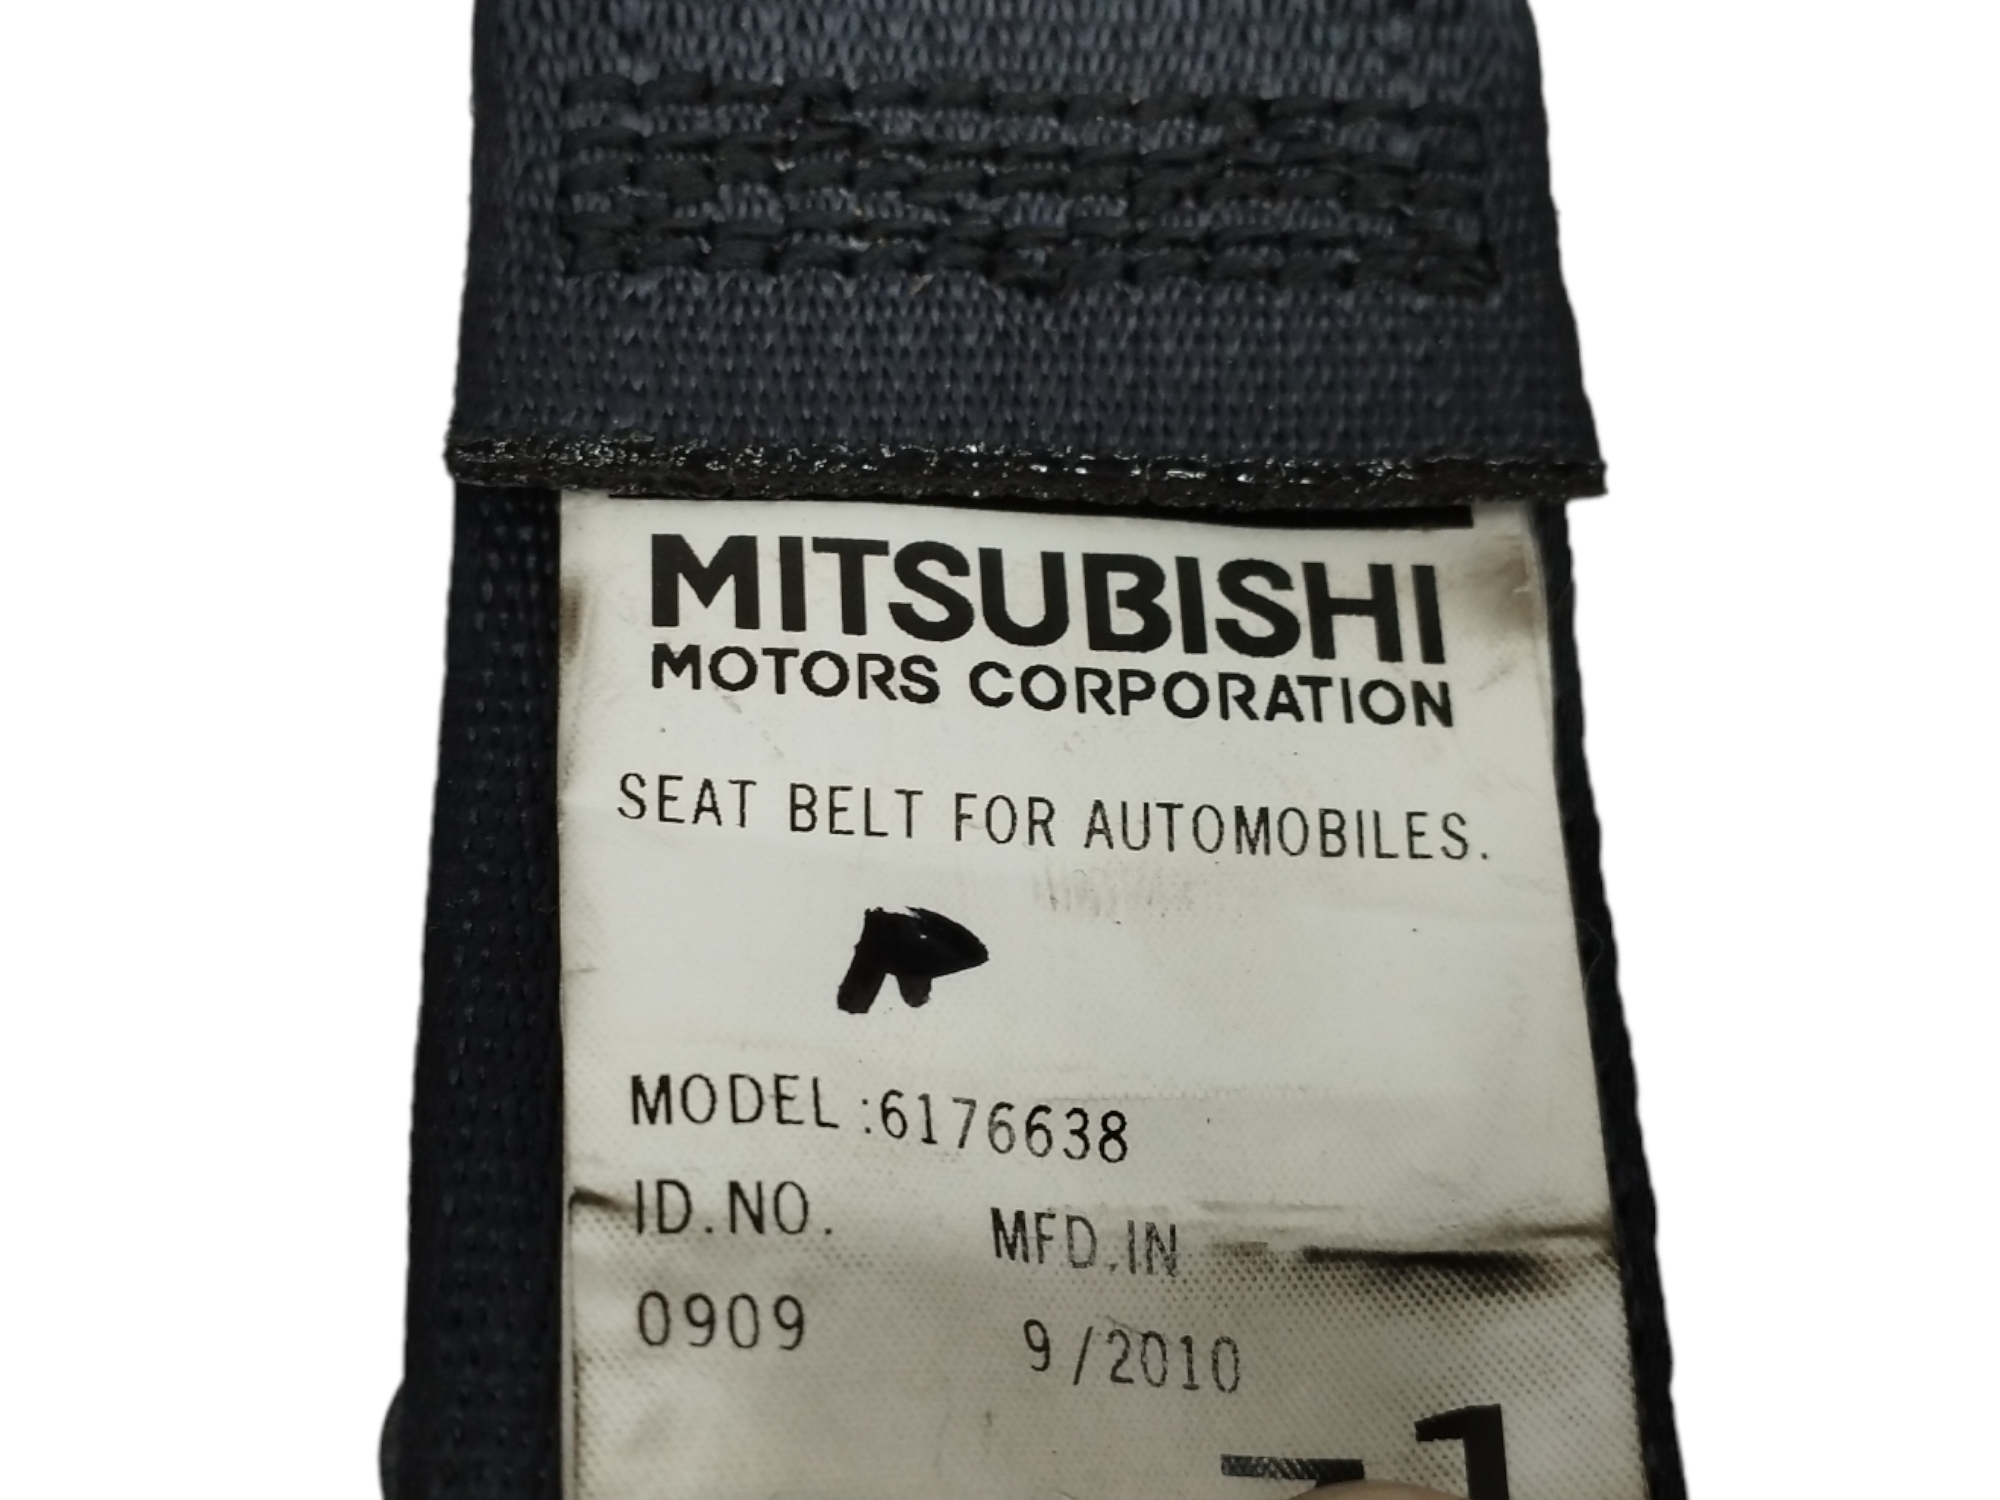 MITSUBISHI
MOTORS CORPORATION
SEAT BELT FOR AUTOMOBILES.
MODEL :6176638
ID.NO. MFD.IN
0909 9/2010